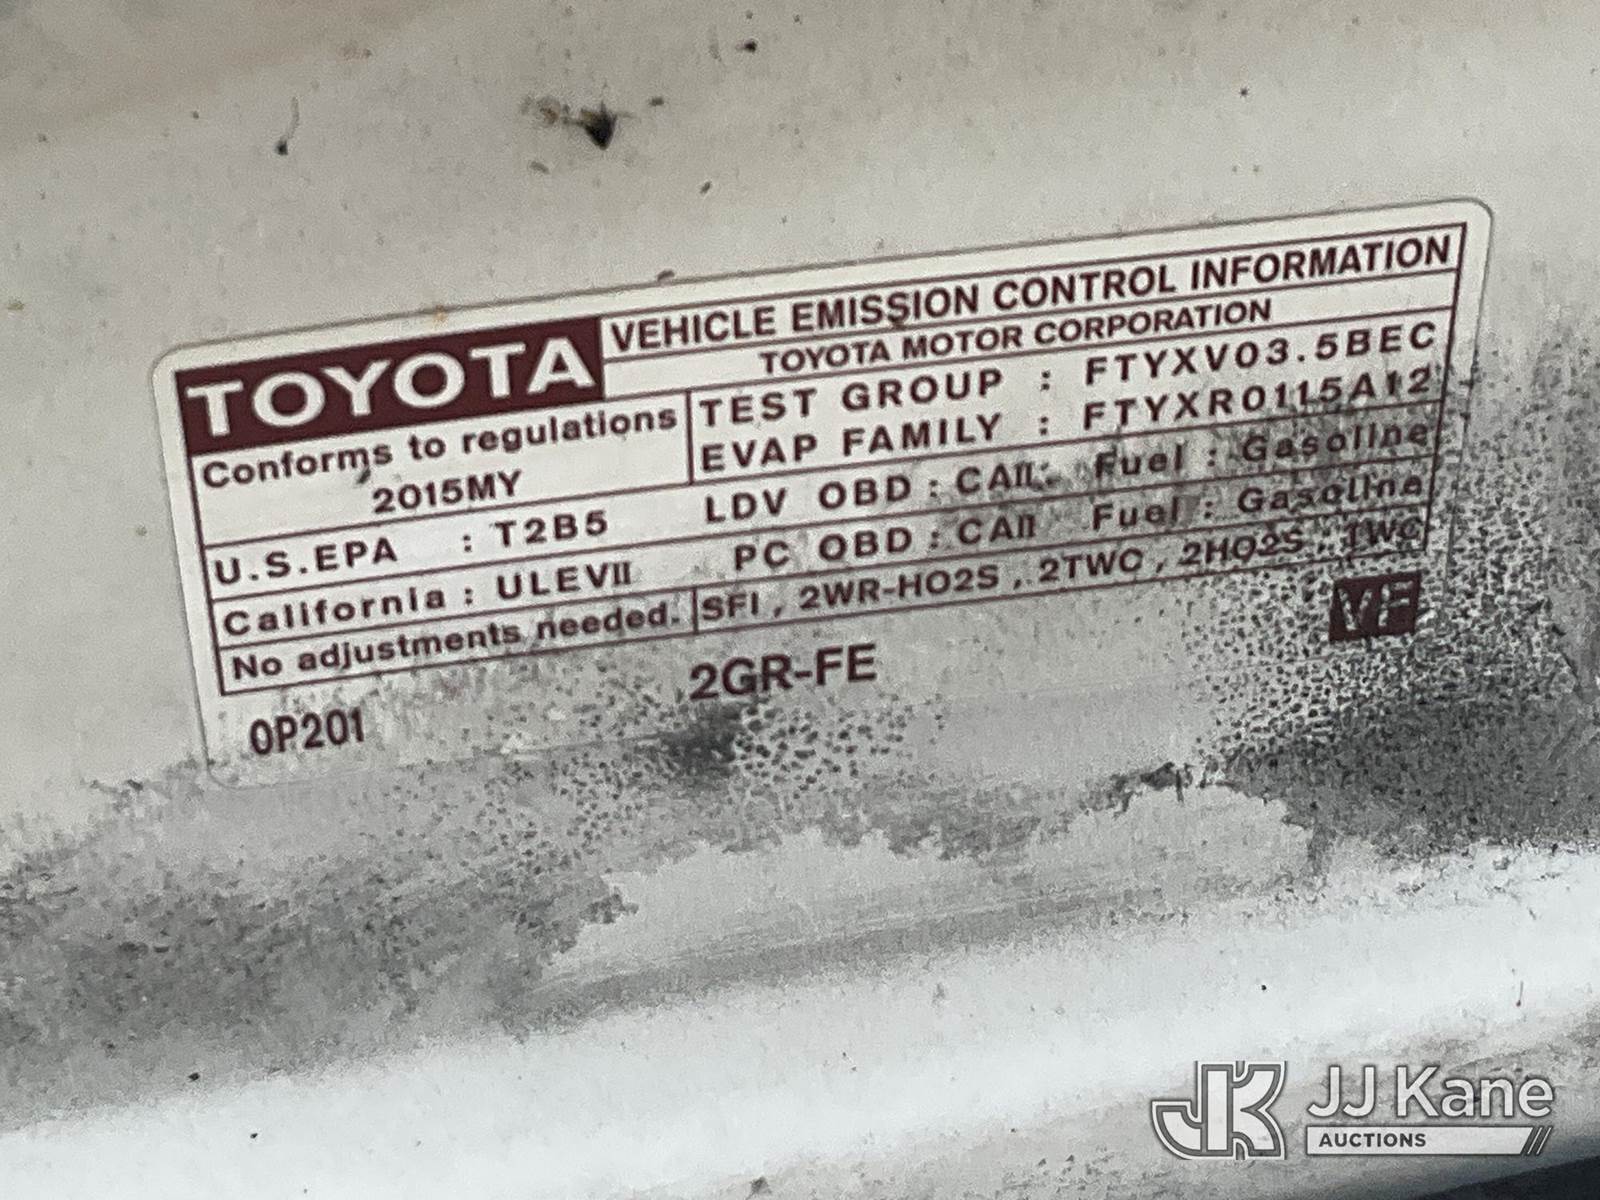 TOYOTA
VEHICLE EMISSION CONTROL INFORMATION
TOYOTA MOTOR CORPORATION
Conforms to regulations
2015MY
TEST GROUP : FTYXV03.5BEC
EVAP FAMILY : FTYXR0115A12
U.S.EPA : T2B5 LDV OBD : CAII Fuel : Gasoline
California : ULEVII PC OBD : CAII Fuel : Gasoline
No adjustments needed. SFI , 2WR-HO2S , 2TWC , 2HO2S , 1WC
VF
2GR-FE
0P201
JK JJ Kane
AUCTIONS